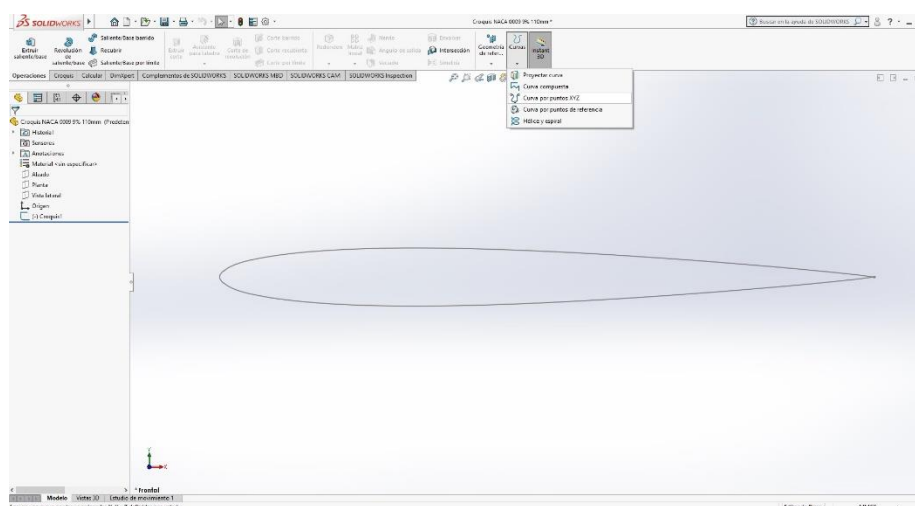 SOLIDWORKS
Croquis NACA 0009 9% 110mm *
Buscar en la ayuda de SOLIDWORKS
Extruir saliente/base
Revolución de saliente/base
Saliente/Base barrido
Recubrir
Saliente/Base por límite
Extruir corte
Asistente para taladro
Corte de revolución
Corte barrido
Corte recubierto
Corte por límite
Redondeo
Matriz lineal
Nervio
Ángulo de salida
Vaciado
Envolver
Intersección
Simetría
Geometría de refer...
Curvas
Instant 3D
Operaciones
Croquis
Calcular
DimXpert
Complementos de SOLIDWORKS
SOLIDWORKS MBD
SOLIDWORKS CAM
SOLIDWORKS Inspection
Proyectar curva
Curva compuesta
Curva por puntos XYZ
Curva por puntos de referencia
Hélice y espiral
Croquis NACA 0009 9% 110mm (Predeten
Historial
Sensores
Anotaciones
Material <sin especificar>
Alzado
Planta
Vista lateral
Origen
(-) Croquis1
Y
X
*Frontal
Modelo
Vistas 3D
Estudio de movimiento 1